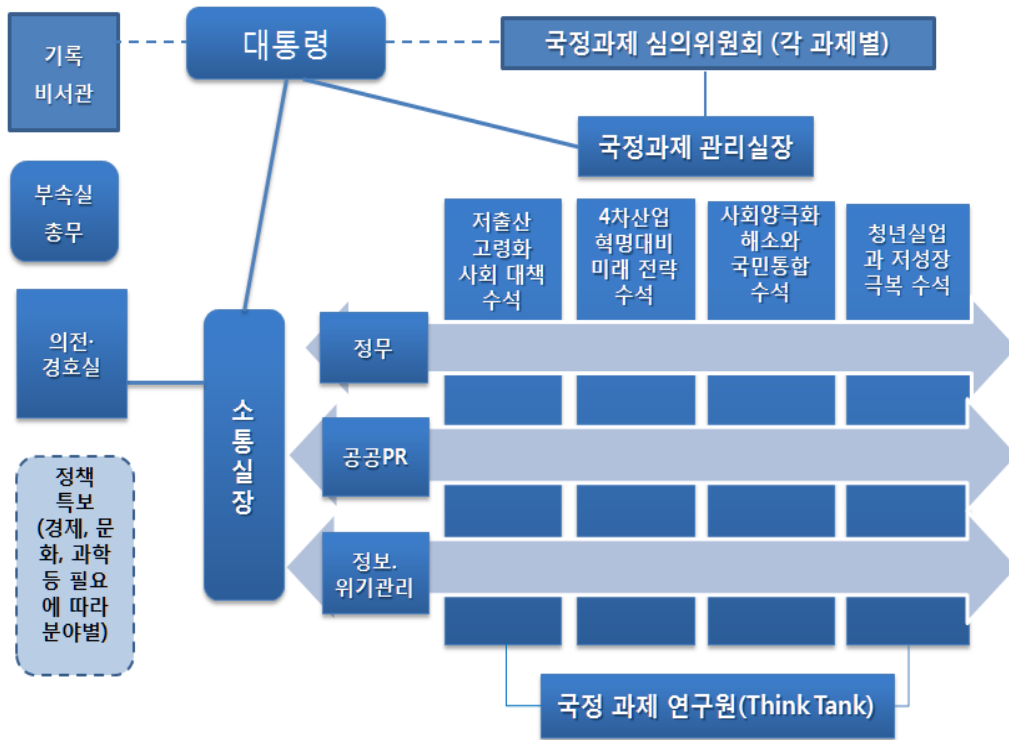 기록
비서관
대통령
국정과제 심의위원회 (각 과제별)
국정과제 관리실장
부속실
총무
저출산
고령화
사회 대책
수석
4차산업
혁명대비
미래 전략
수석
사회양극화
해소와
국민통합
수석
청년실업
과 저성장
극복 수석
의전·
경호실
소
통
실
장
정무
공공PR
정보.
위기관리
정책
특보
(경제, 문
화, 과학
등 필요
에 따라
분야별)
국정 과제 연구원(Think Tank)